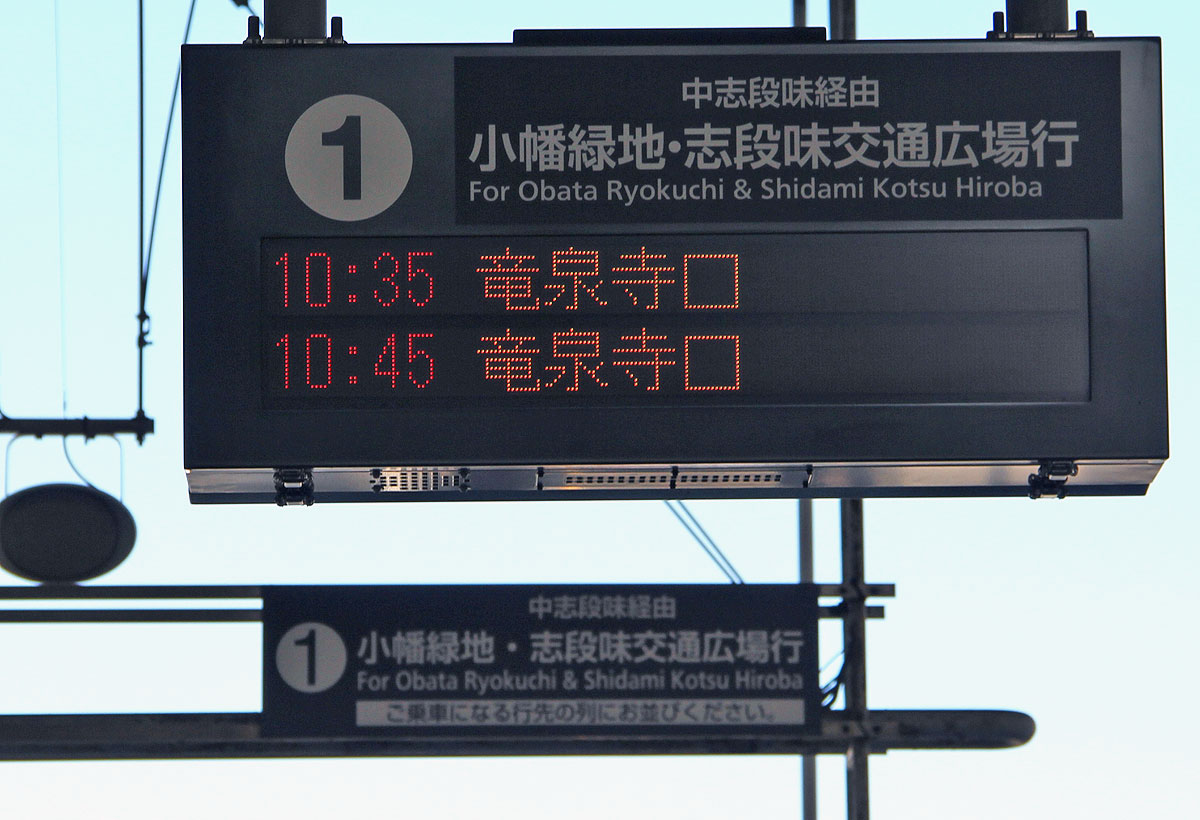 1
中志段味経由
小幡緑地・志段味交通広場行
For Obata Ryokuchi & Shidami Kotsu Hiroba
10:35 竜泉寺口
10:45 竜泉寺口
1
中志段味経由
小幡緑地・志段味交通広場行
For Obata Ryokuchi & Shidami Kotsu Hiroba
ご乗車になる行先の列にお並びください。